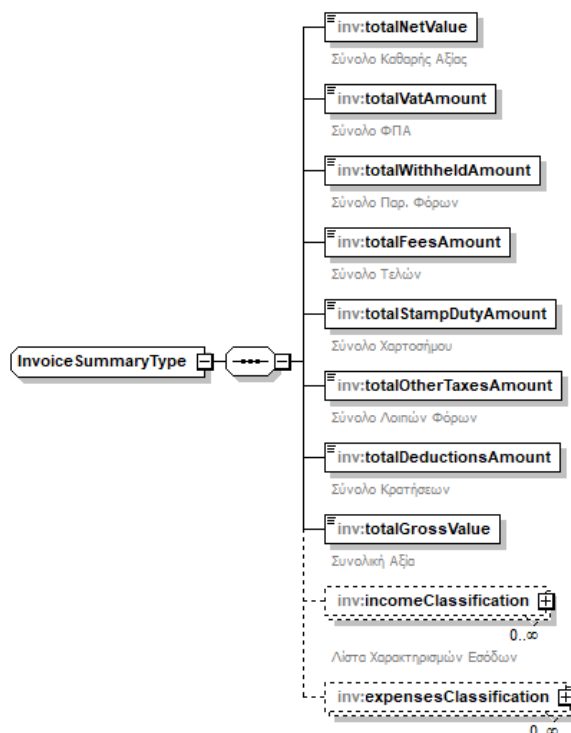 inv:totalNetValue
Σύνολο Καθαρής Αξίας
inv:totalVatAmount
Σύνολο ΦΠΑ
inv:totalWithheldAmount
Σύνολο Παρ. Φόρων
inv:totalFeesAmount
Σύνολο Τελών
inv:totalStampDutyAmount
Σύνολο Χαρτοσήμου
InvoiceSummaryType
inv:totalOtherTaxesAmount
Σύνολο Λοιπών Φόρων
inv:totalDeductionsAmount
Σύνολο Κρατήσεων
inv:totalGrossValue
Συνολική Αξία
inv:incomeClassification
0..∞
Λίστα Χαρακτηρισμών Εσόδων
inv:expensesClassification
0..∞